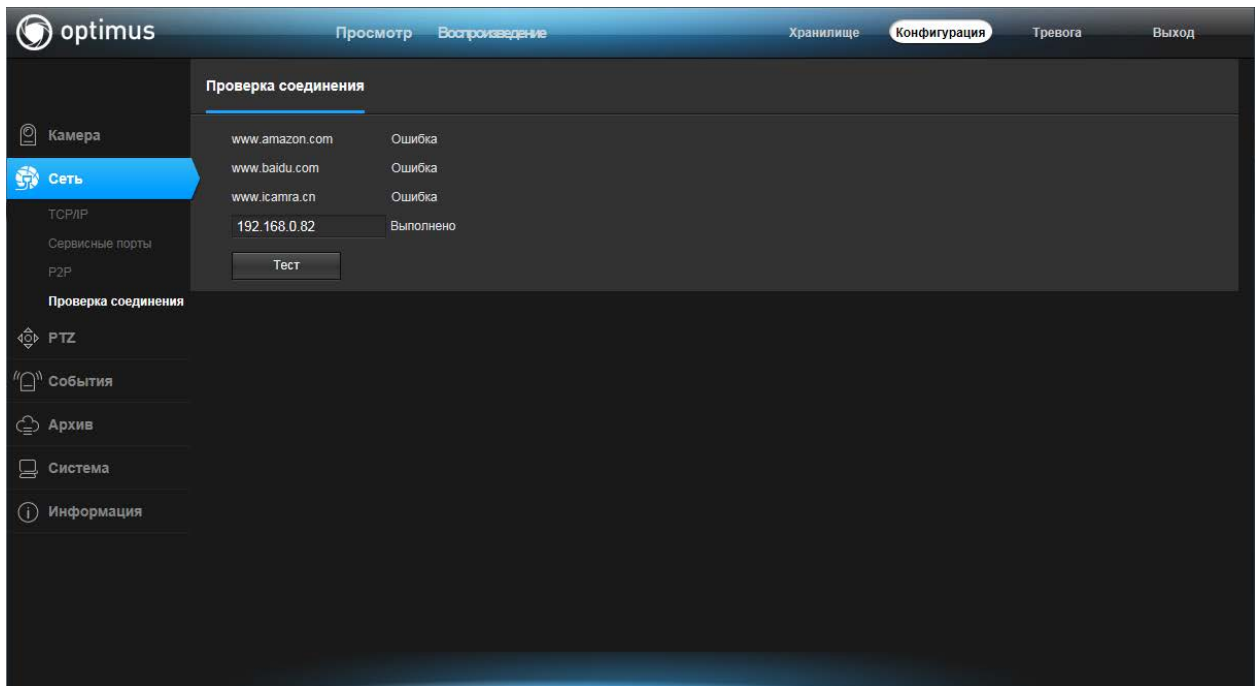 optimus
Просмотр Воспроизведение Хранилище Конфигурация Тревога Выход
Проверка соединения
Камера
Сеть
TCP/IP
Сервисные порты
P2P
Проверка соединения
PTZ
События
Архив
Система
Информация
www.amazon.com Ошибка
www.baidu.com Ошибка
www.icamra.cn Ошибка
192.168.0.82 Выполнено
Тест